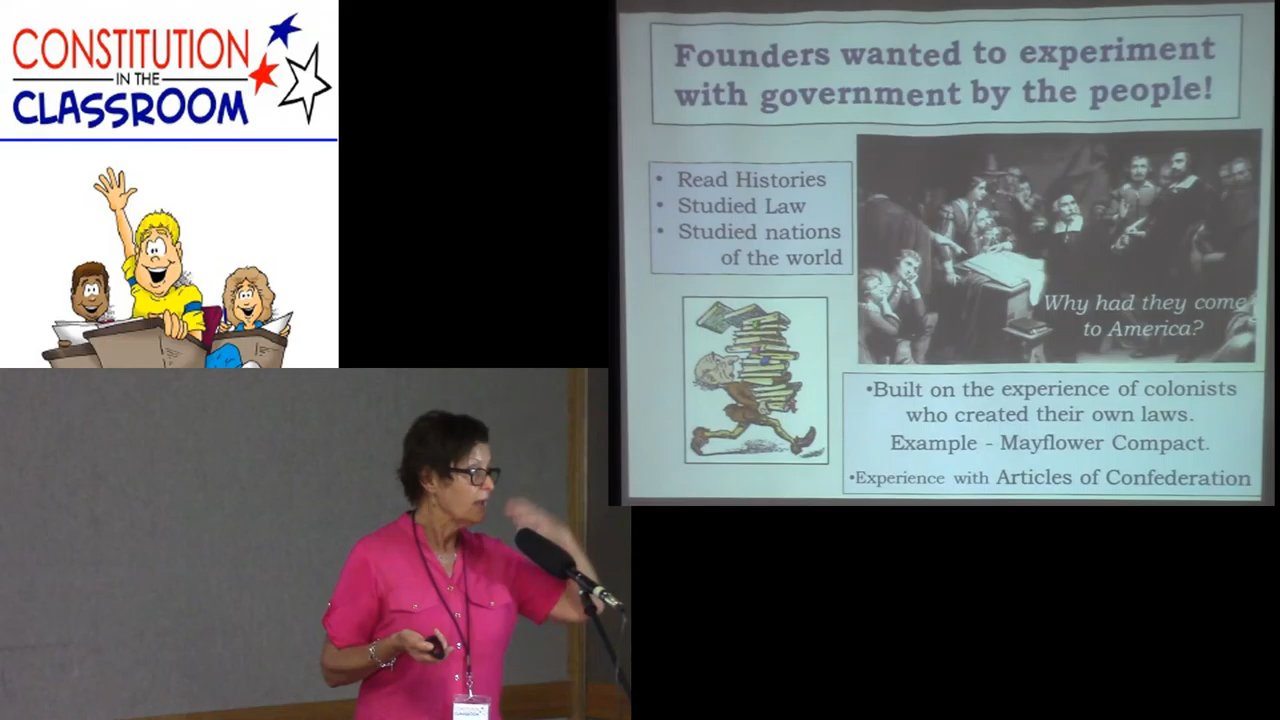 CONSTITUTION
IN THE
CLASSROOM
Founders wanted to experiment
with government by the people!
• Read Histories
• Studied Law
• Studied nations
of the world
Why had they come
to America?
•Built on the experience of colonists
who created their own laws.
Example - Mayflower Compact.
•Experience with Articles of Confederation